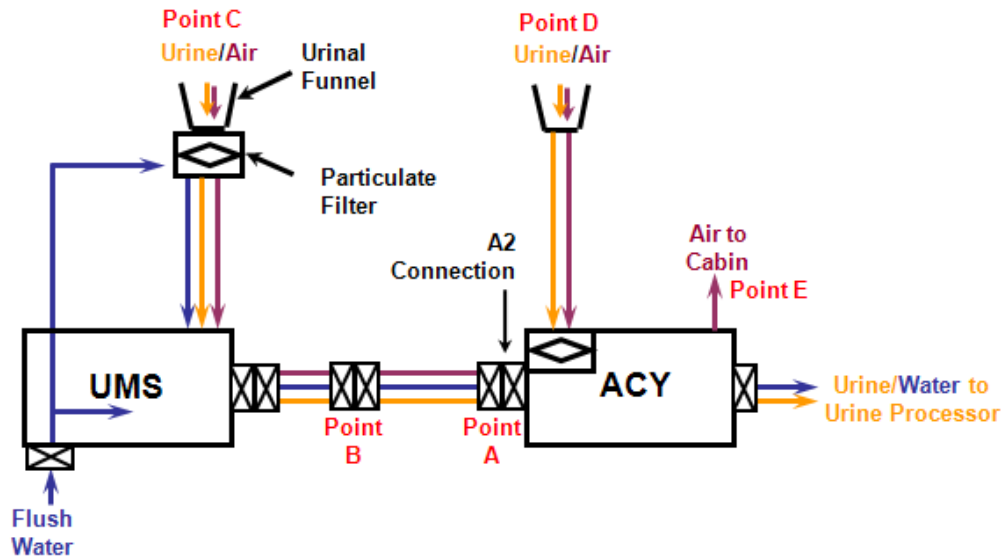 Point C
Urine/Air
Urinal
Funnel
Particulate
Filter
Point D
Urine/Air
A2
Connection
Air to
Cabin
Point E
UMS
ACY
Point
B
Point
A
Urine/Water to
Urine Processor
Flush
Water